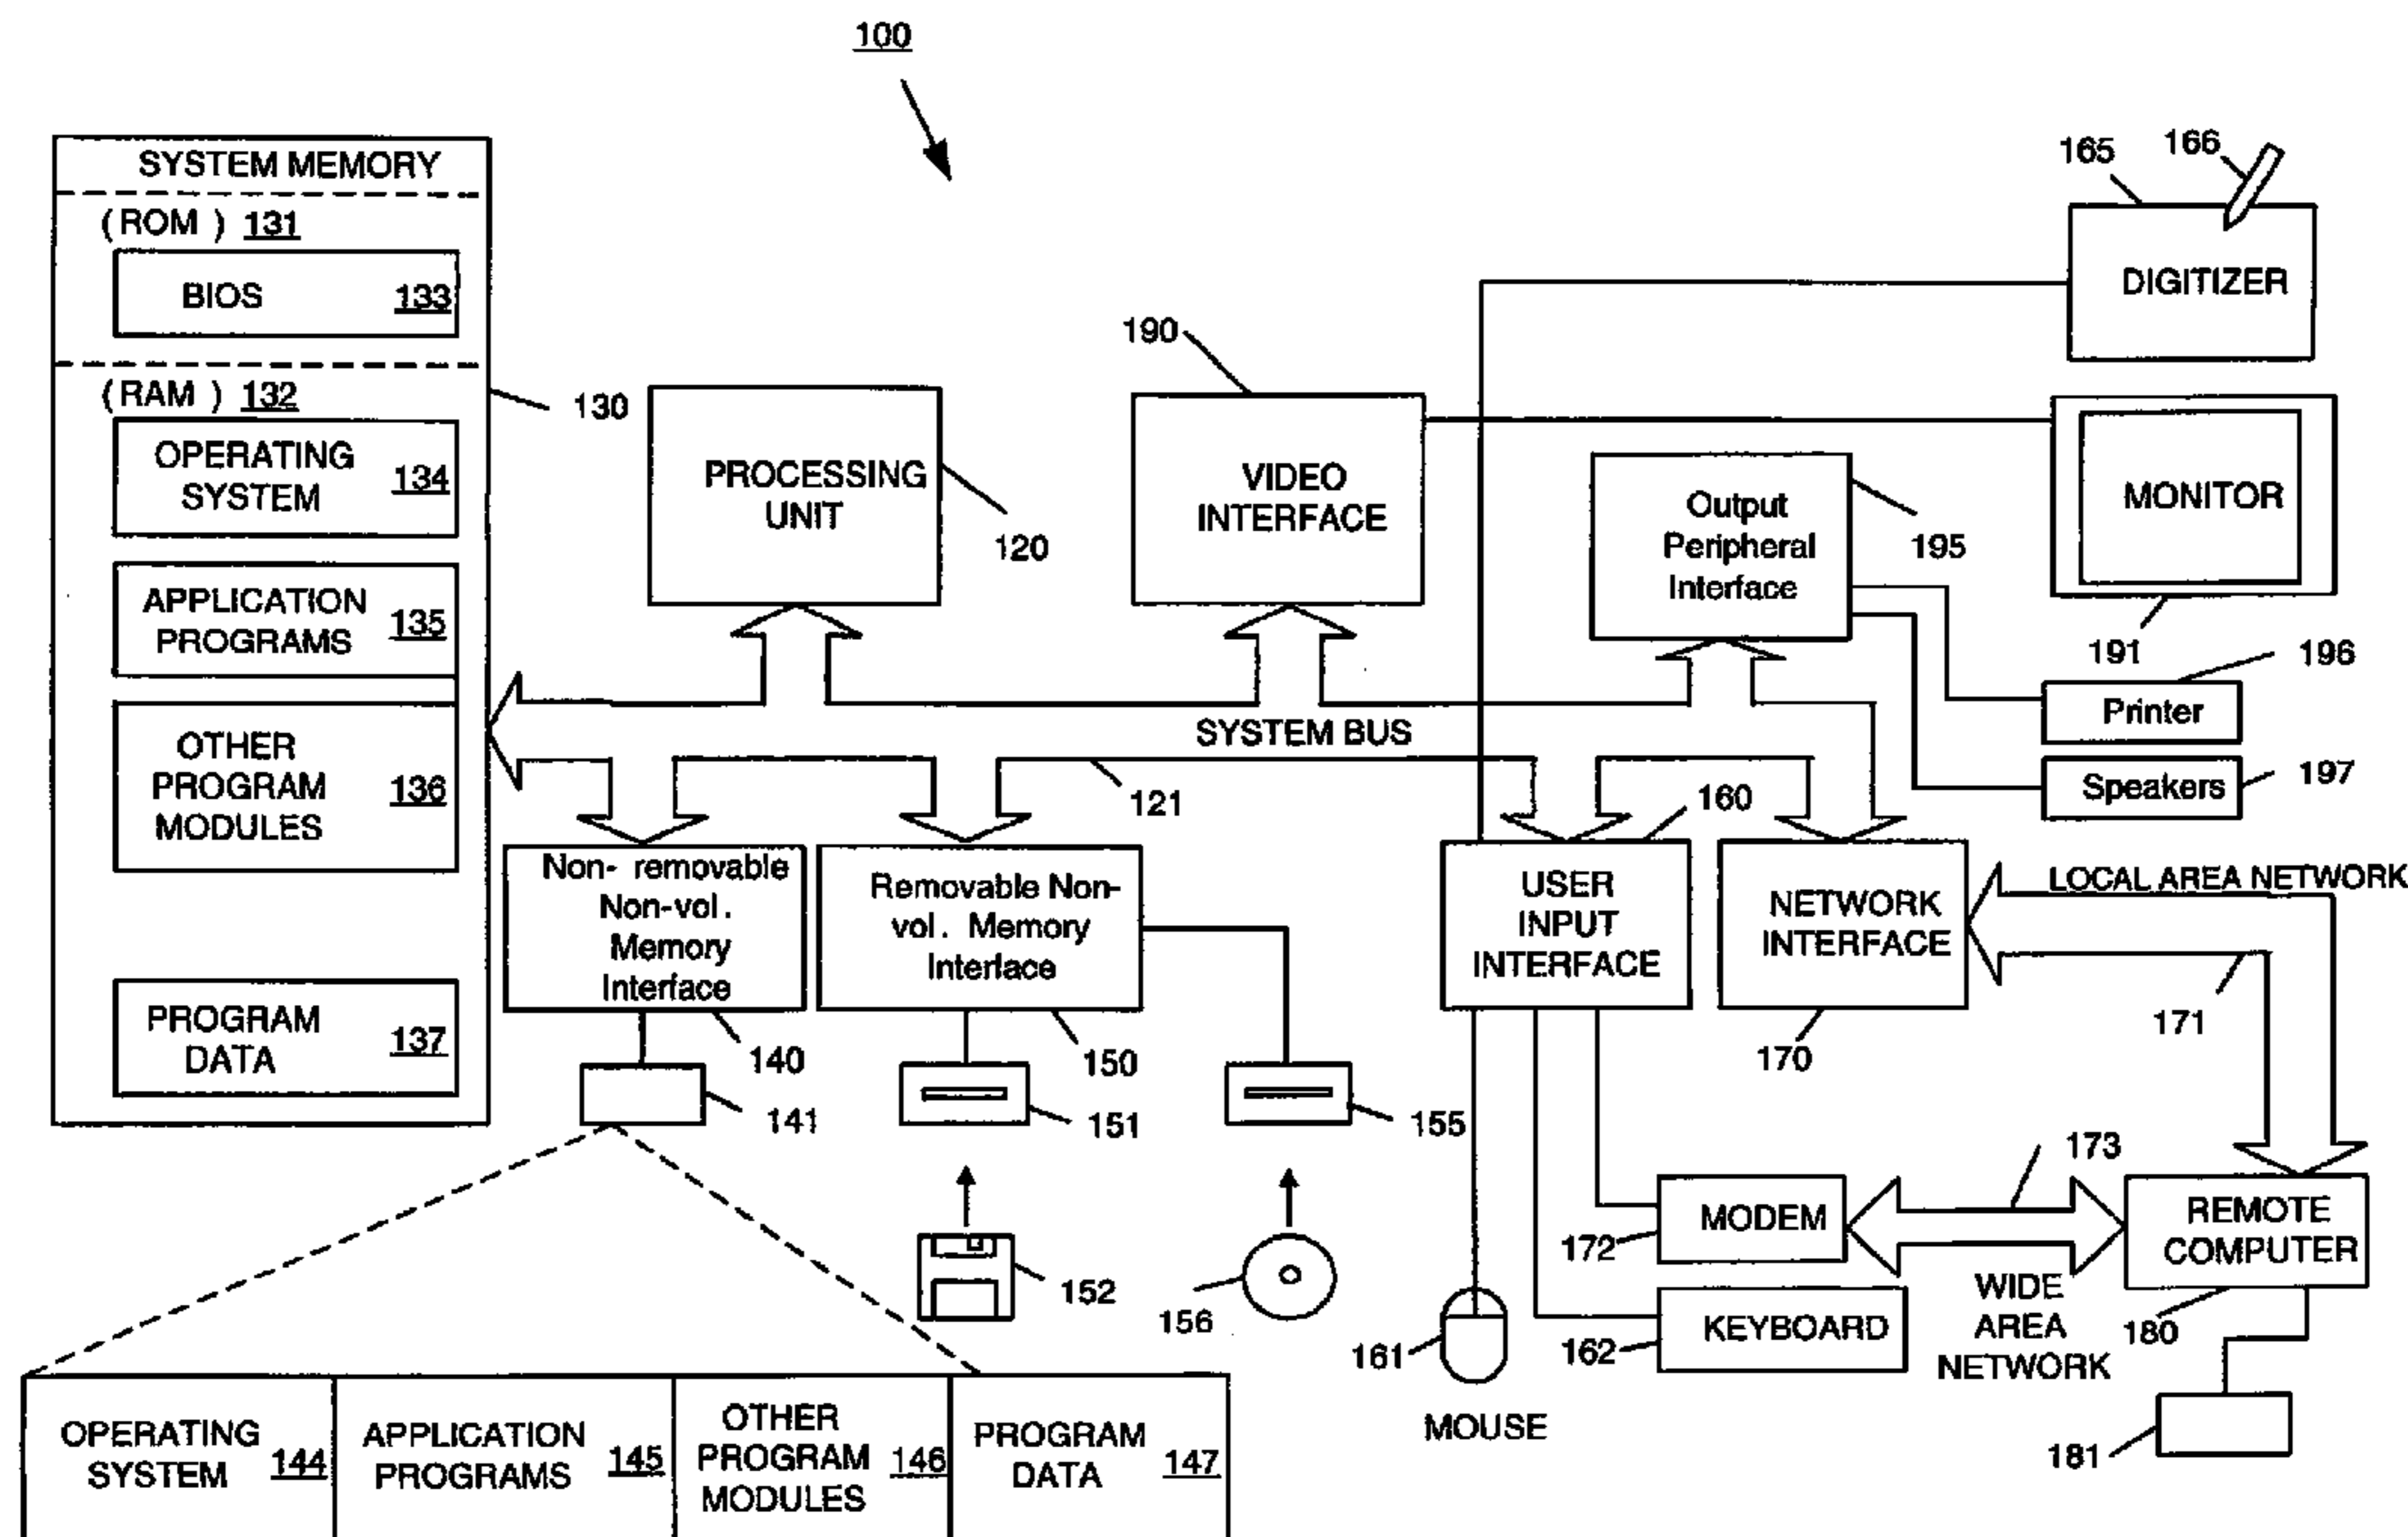 100
SYSTEM MEMORY
(ROM ) 131
BIOS 133
(RAM ) 132
OPERATING
SYSTEM 134
APPLICATION
PROGRAMS 135
OTHER
PROGRAM
MODULES 136
PROGRAM
DATA 137
130
PROCESSING
UNIT
120
190
VIDEO
INTERFACE
Output
Peripheral
Interface
195
165
166
DIGITIZER
MONITOR
191
196
Printer
Speakers
197
SYSTEM BUS
121
Non- removable
Non-vol.
Memory
Interface
140
141
Removable Non-
vol. Memory
Interface
150
151
155
152
156
160
USER
INPUT
INTERFACE
NETWORK
INTERFACE
170
LOCAL AREA NETWORK
171
173
MODEM
172
REMOTE
COMPUTER
180
WIDE
AREA
NETWORK
KEYBOARD
162
161
MOUSE
181
OPERATING
SYSTEM 144
APPLICATION
PROGRAMS 145
OTHER
PROGRAM
MODULES 146
PROGRAM
DATA 147